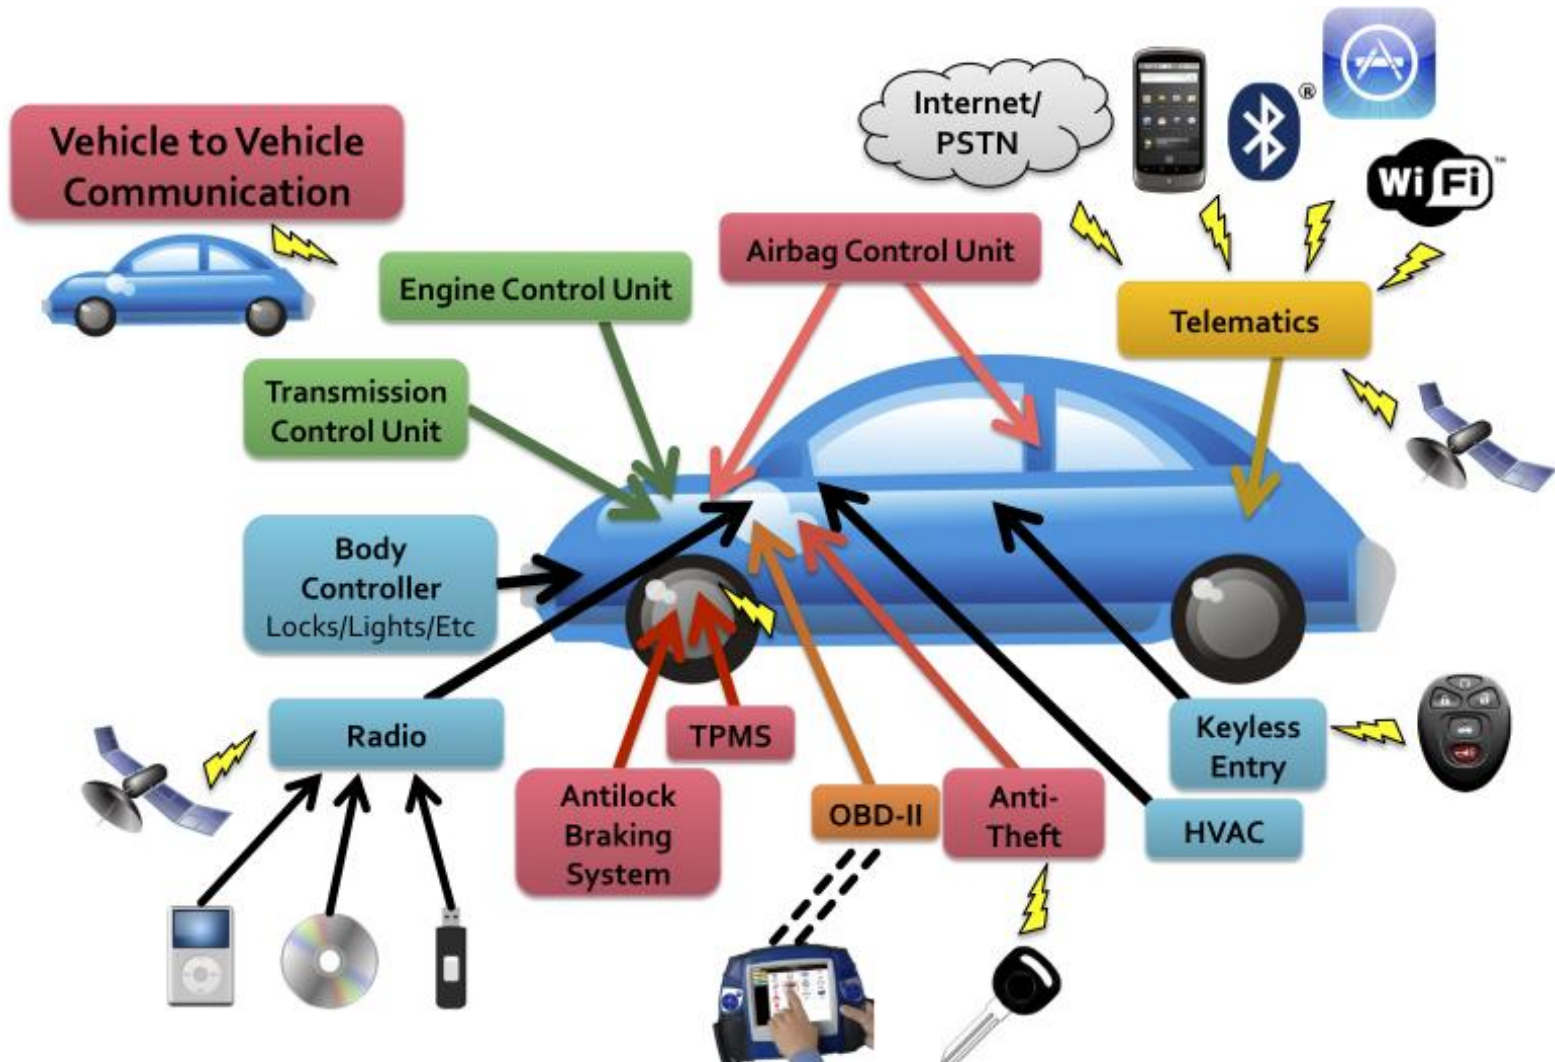 Vehicle to Vehicle
Communication
Internet/
PSTN
®
WiFi™
Airbag Control Unit
Engine Control Unit
Telematics
Transmission
Control Unit
Body
Controller
Locks/Lights/Etc
Radio
TPMS
Keyless
Entry
Antilock
Braking
System
OBD-II
Anti-
Theft
HVAC